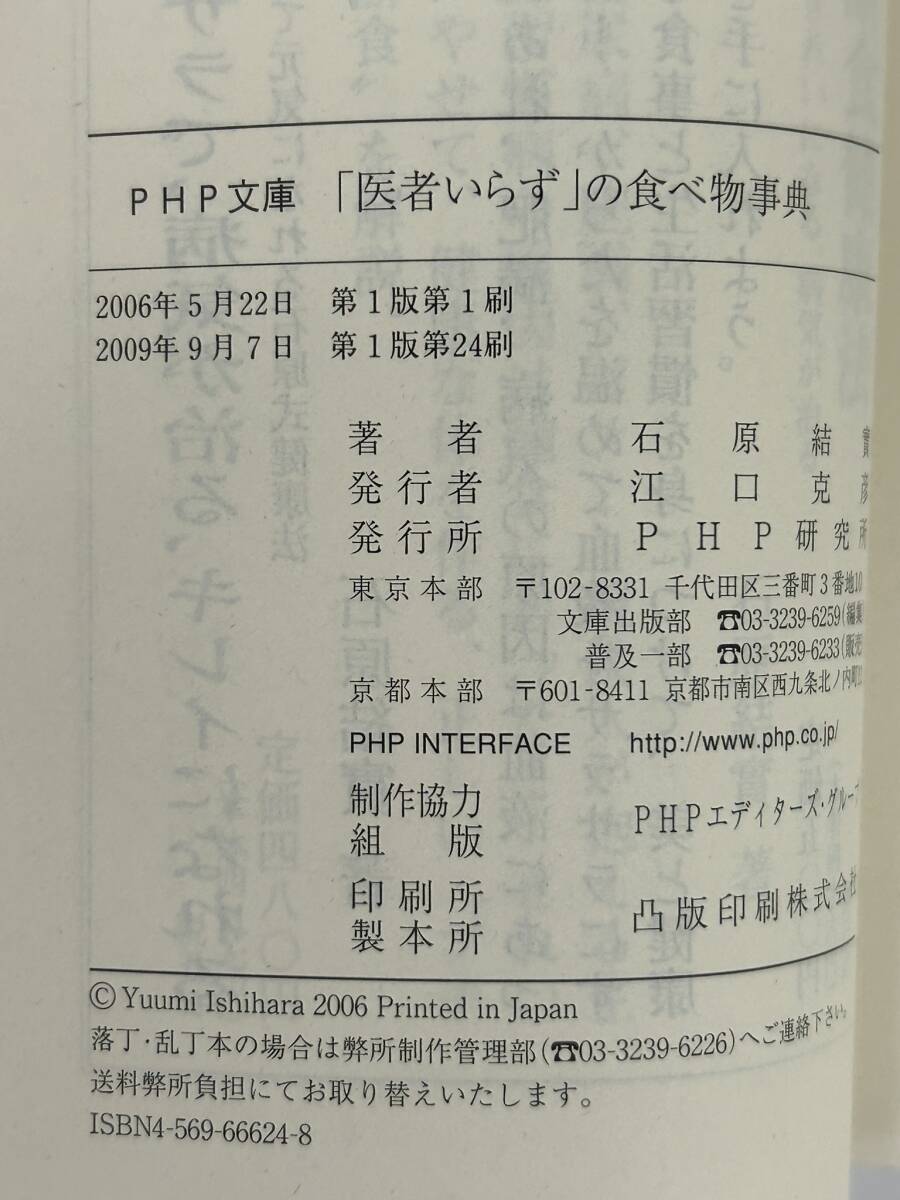 PHP文庫 「医者いらず」の食べ物事典
2006年5月22日 第1版第1刷
2009年9月7日 第1版第24刷
著者 石原結實
発行者 江口克彦
発行所 PHP研究所
東京本部 〒102-8331 千代田区三番町3番地10
文庫出版部 ☎03-3239-6259(編集
普及一部 ☎03-3239-6233(販売
京都本部 〒601-8411 京都市南区西九条北ノ内町
PHP INTERFACE http://www.php.co.jp/
制作協力
組版 PHPエディターズ・グループ
印刷所
製本所 凸版印刷株式会社
© Yuumi Ishihara 2006 Printed in Japan
落丁・乱丁本の場合は弊所制作管理部(☎03-3239-6226)へご連絡下さい。
送料弊所負担にてお取り替えいたします。
ISBN4-569-66624-8